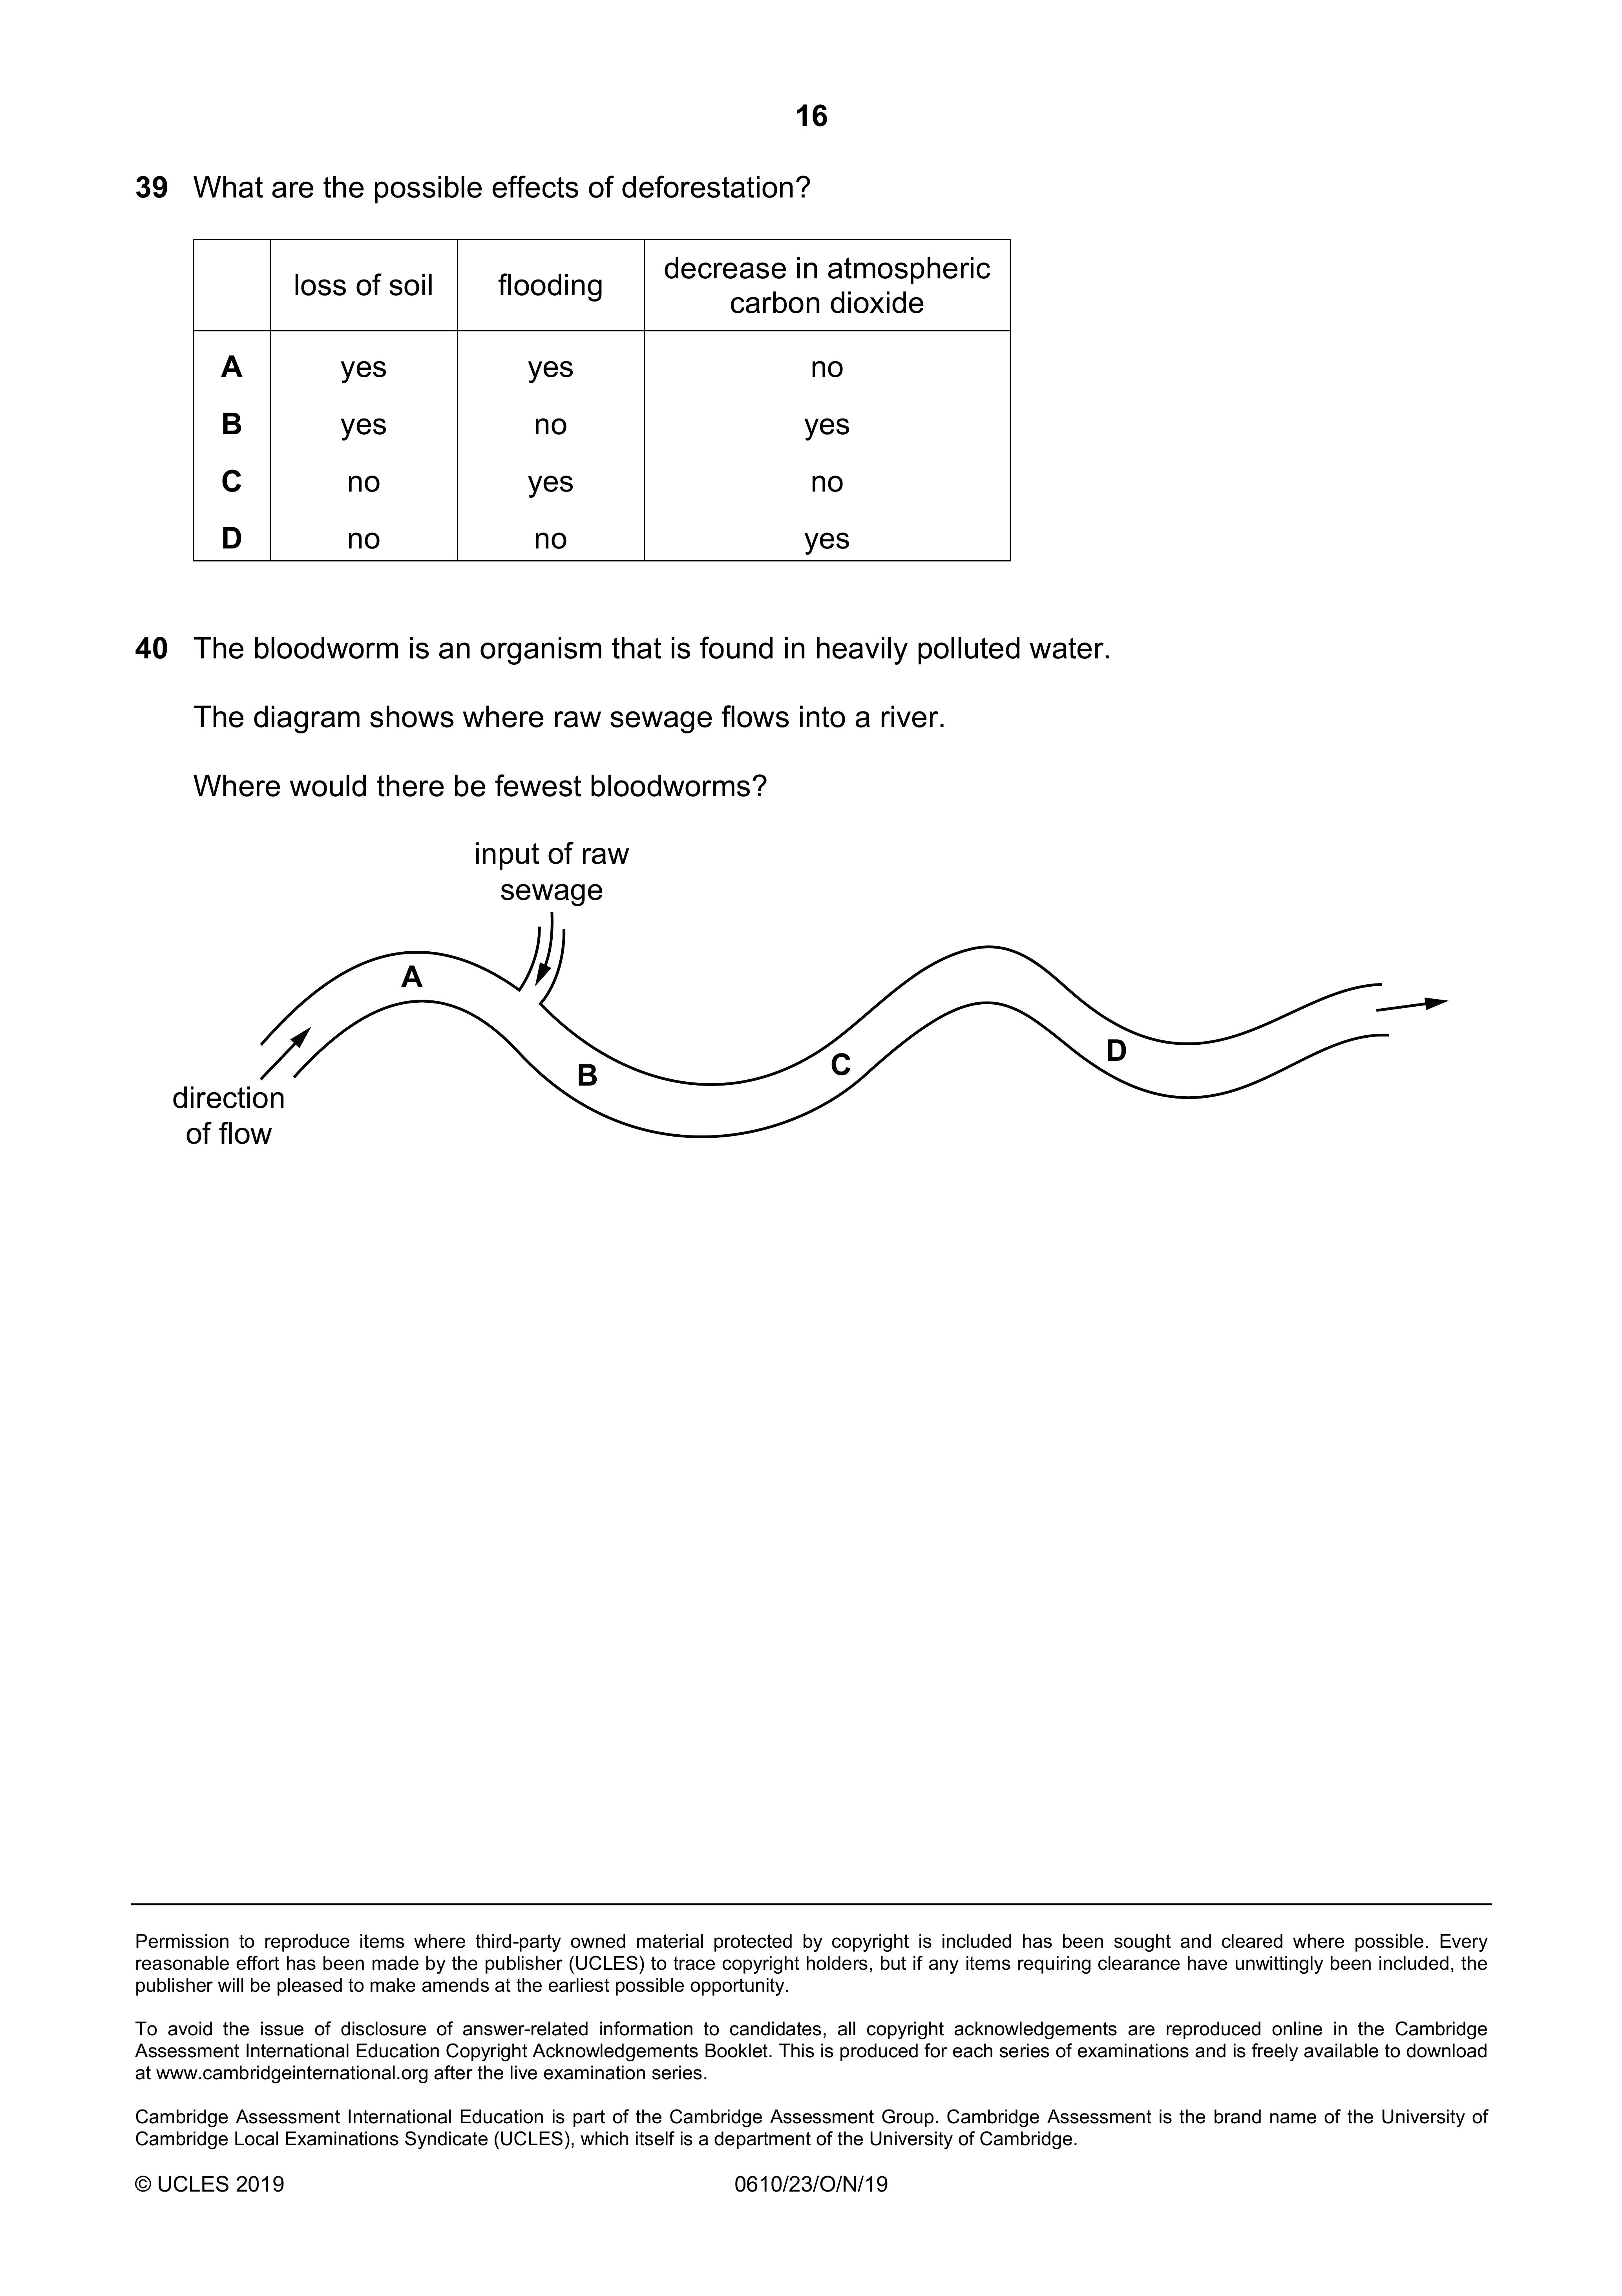 16
39 What are the possible effects of deforestation?
loss of soil flooding decrease in atmospheric carbon dioxide
A yes yes no
B yes no yes
C no yes no
D no no yes
40 The bloodworm is an organism that is found in heavily polluted water.
The diagram shows where raw sewage flows into a river.
Where would there be fewest bloodworms?
input of raw
sewage
A
B
C
D
direction
of flow
Permission to reproduce items where third-party owned material protected by copyright is included has been sought and cleared where possible. Every
reasonable effort has been made by the publisher (UCLES) to trace copyright holders, but if any items requiring clearance have unwittingly been included, the
publisher will be pleased to make amends at the earliest possible opportunity.
To avoid the issue of disclosure of answer-related information to candidates, all copyright acknowledgements are reproduced online in the Cambridge
Assessment International Education Copyright Acknowledgements Booklet. This is produced for each series of examinations and is freely available to download
at www.cambridgeinternational.org after the live examination series.
Cambridge Assessment International Education is part of the Cambridge Assessment Group. Cambridge Assessment is the brand name of the University of
Cambridge Local Examinations Syndicate (UCLES), which itself is a department of the University of Cambridge.
© UCLES 2019 0610/23/O/N/19